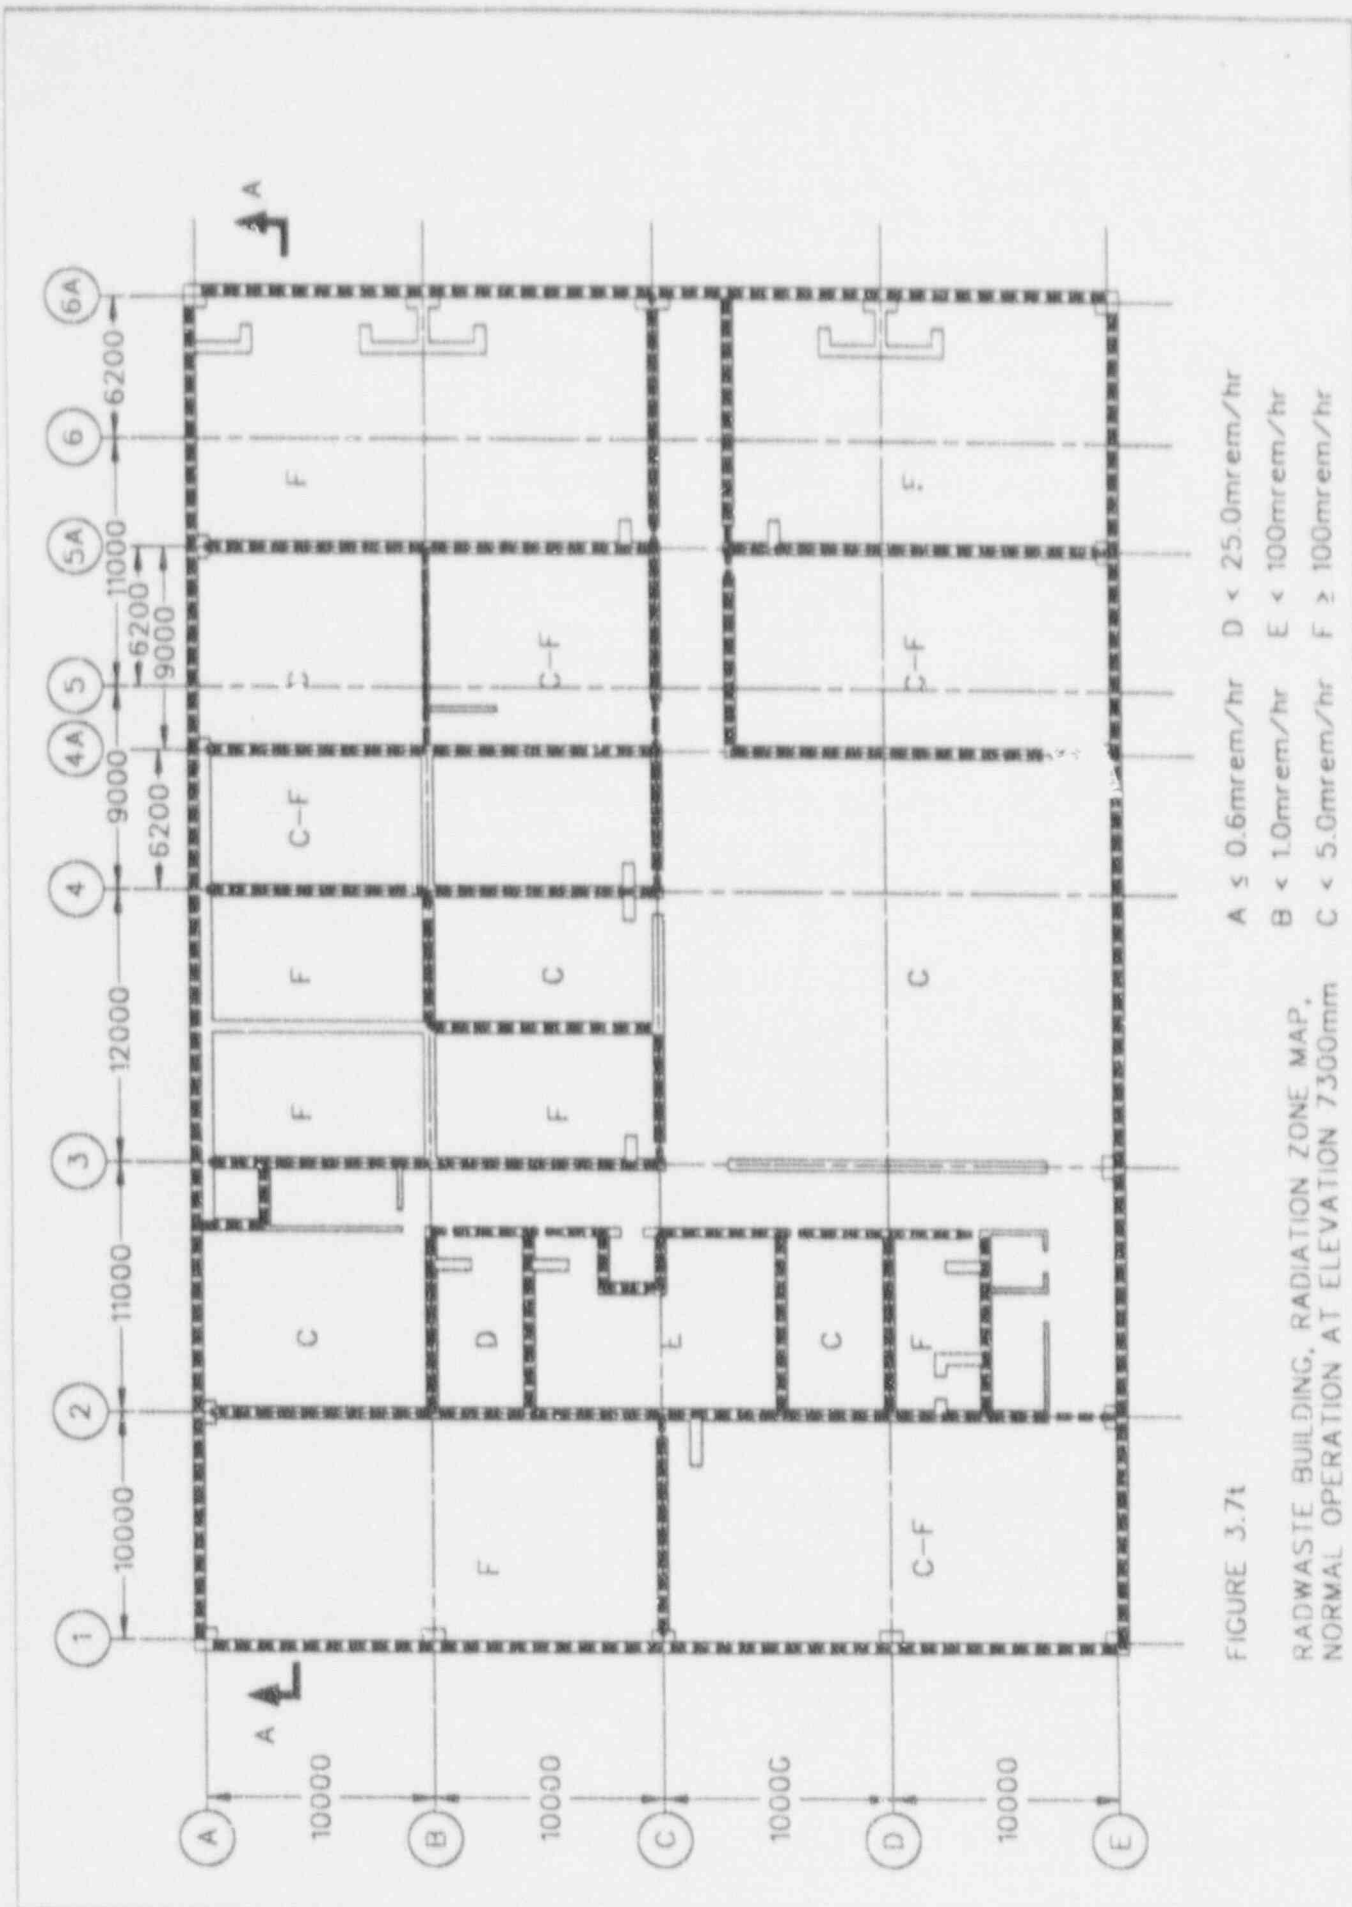 1 2 3 4 4A 5 5A 6 6A
10000 11000 12000 9000 11000 6200
6200 6200
9000
A A
A
10000
B
10000
C
1000C
D
10000
E
C F F C-F C F
D F C C-F
F E
C
F C C-F F
C-F
FIGURE 3.7t
RADWASTE BUILDING, RADIATION ZONE MAP,
NORMAL OPERATION AT ELEVATION 7300mm
A ≤ 0.6mrem/hr D < 25.0mrem/hr
B < 1.0mrem/hr E < 100mrem/hr
C < 5.0mrem/hr F ≥ 100mrem/hr